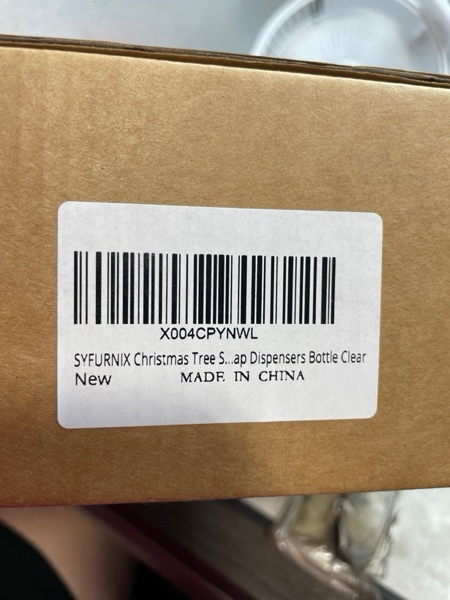 X004CPYNWL
SYFURNIX Christmas Tree S...ap Dispensers Bottle Clear
New MADE IN CHINA